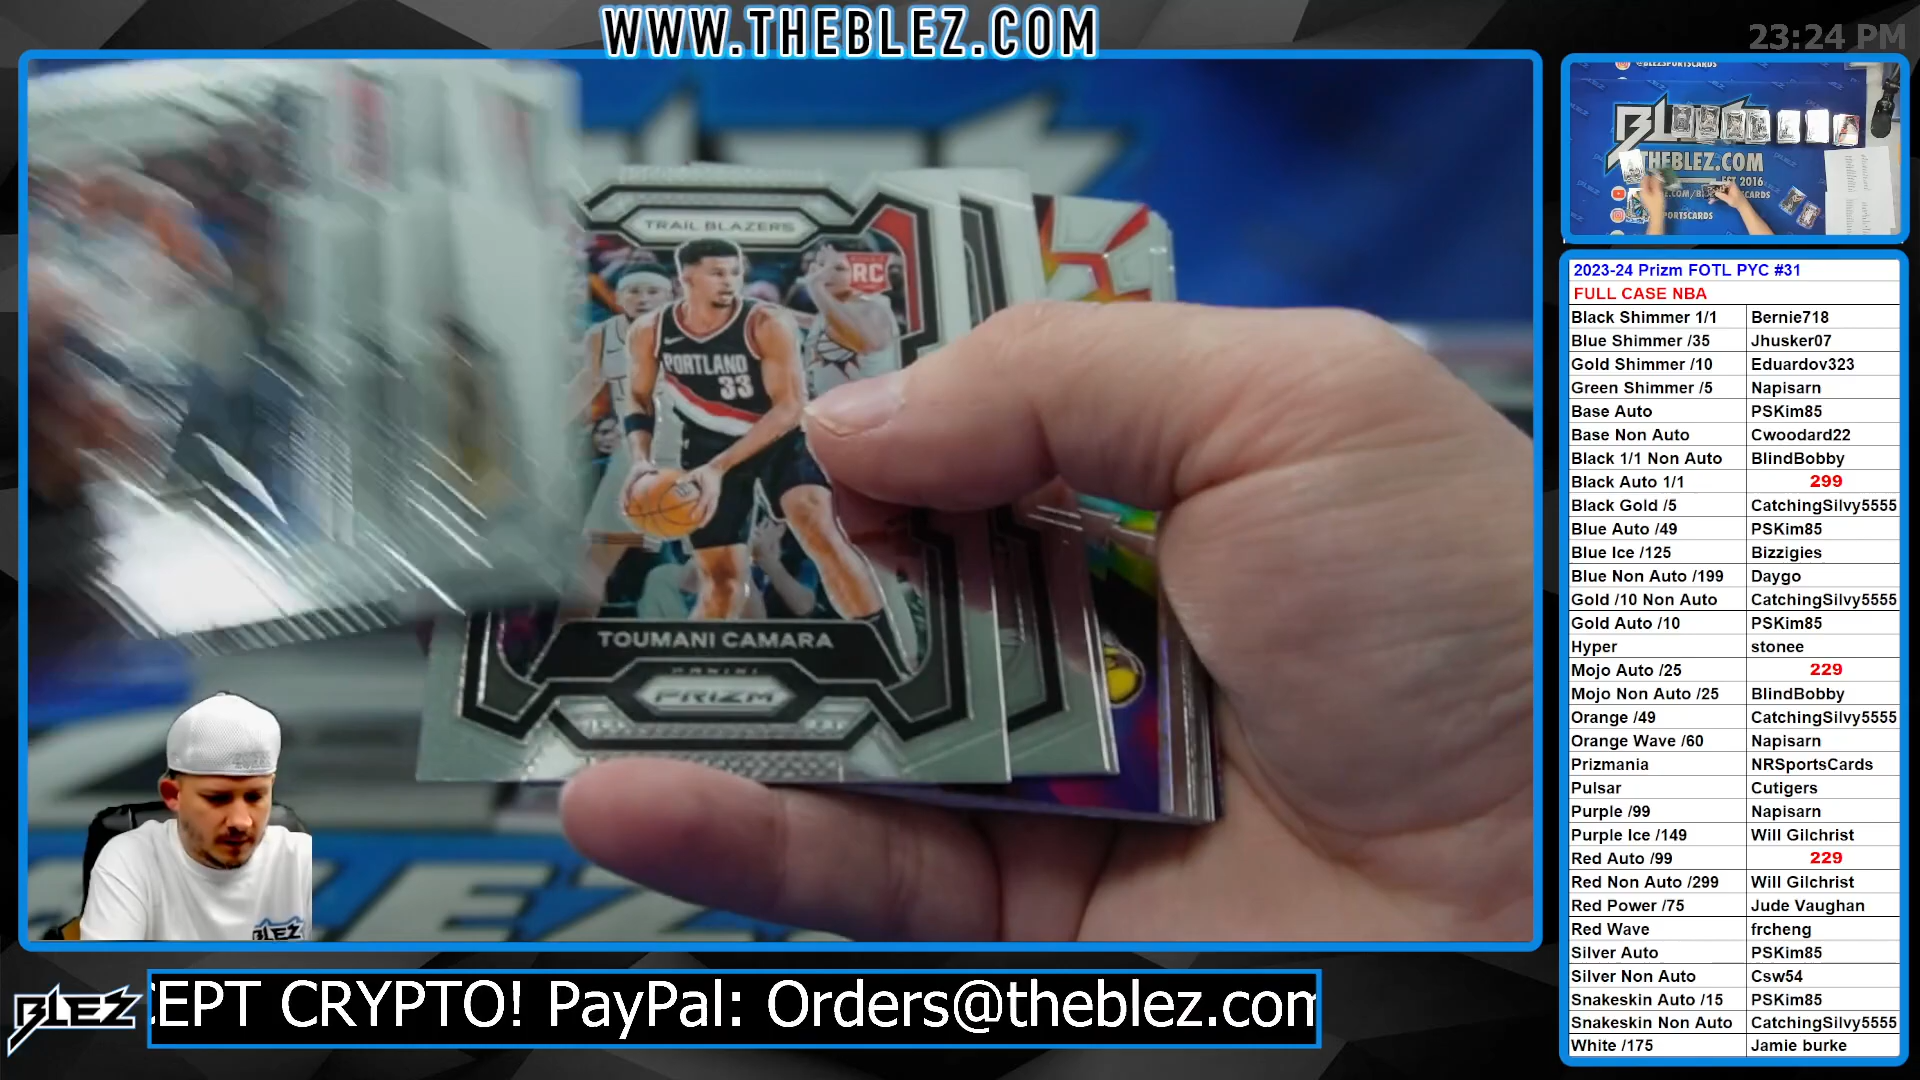 WWW.THEBLEZ.COM
23:24 PM
TRAIL BLAZERS
RC
PORTLAND
33
TOUMANI CAMARA
PANINI
PRIZM
BLEZ
@BLEZSPORTSCARDS
THEBLEZ.COM
EST 2016
2023-24 Prizm FOTL PYC #31
FULL CASE NBA
Black Shimmer 1/1 Bernie718
Blue Shimmer /35 Jhusker07
Gold Shimmer /10 Eduardov323
Green Shimmer /5 Napisarn
Base Auto PSKim85
Base Non Auto Cwoodard22
Black 1/1 Non Auto BlindBobby
Black Auto 1/1 299
Black Gold /5 CatchingSilvy5555
Blue Auto /49 PSKim85
Blue Ice /125 Bizzigies
Blue Non Auto /199 Daygo
Gold /10 Non Auto CatchingSilvy5555
Gold Auto /10 PSKim85
Hyper stonee
Mojo Auto /25 229
Mojo Non Auto /25 BlindBobby
Orange /49 CatchingSilvy5555
Orange Wave /60 Napisarn
Prizmania NRSportsCards
Pulsar Cutigers
Purple /99 Napisarn
Purple Ice /149 Will Gilchrist
Red Auto /99 229
Red Non Auto /299 Will Gilchrist
Red Power /75 Jude Vaughan
Red Wave frcheng
Silver Auto PSKim85
Silver Non Auto Csw54
Snakeskin Auto /15 PSKim85
Snakeskin Non Auto CatchingSilvy5555
White /175 Jamie burke
BLEZ
BLEZ
CEPT CRYPTO! PayPal: Orders@theblez.com